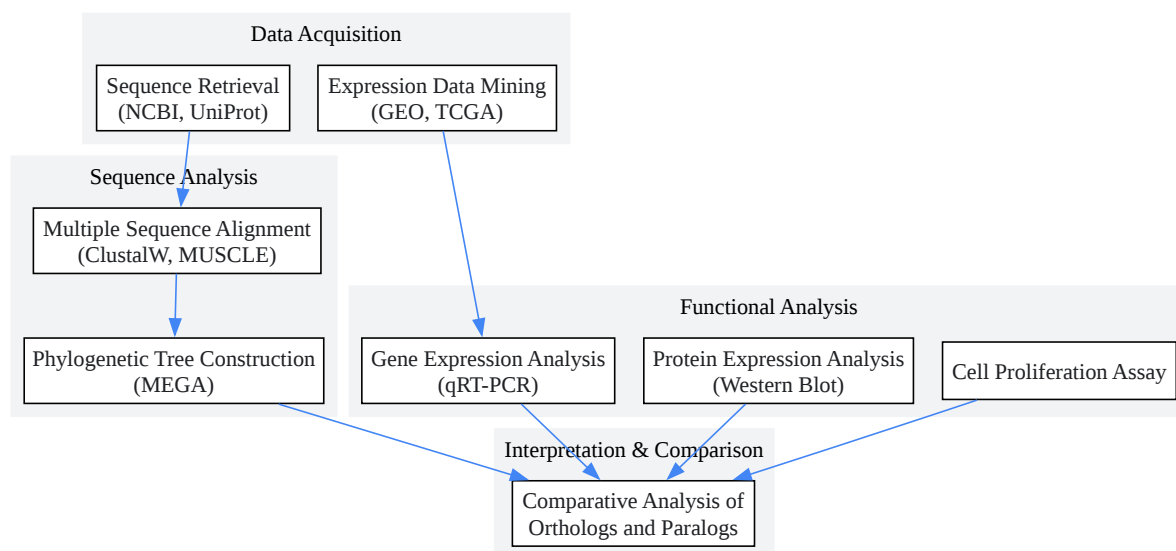 Data Acquisition
Sequence Retrieval
(NCBI, UniProt)
Expression Data Mining
(GEO, TCGA)
Sequence Analysis
Multiple Sequence Alignment
(ClustalW, MUSCLE)
Phylogenetic Tree Construction
(MEGA)
Functional Analysis
Gene Expression Analysis
(qRT-PCR)
Protein Expression Analysis
(Western Blot)
Cell Proliferation Assay
Interpretation & Comparison
Comparative Analysis of
Orthologs and Paralogs